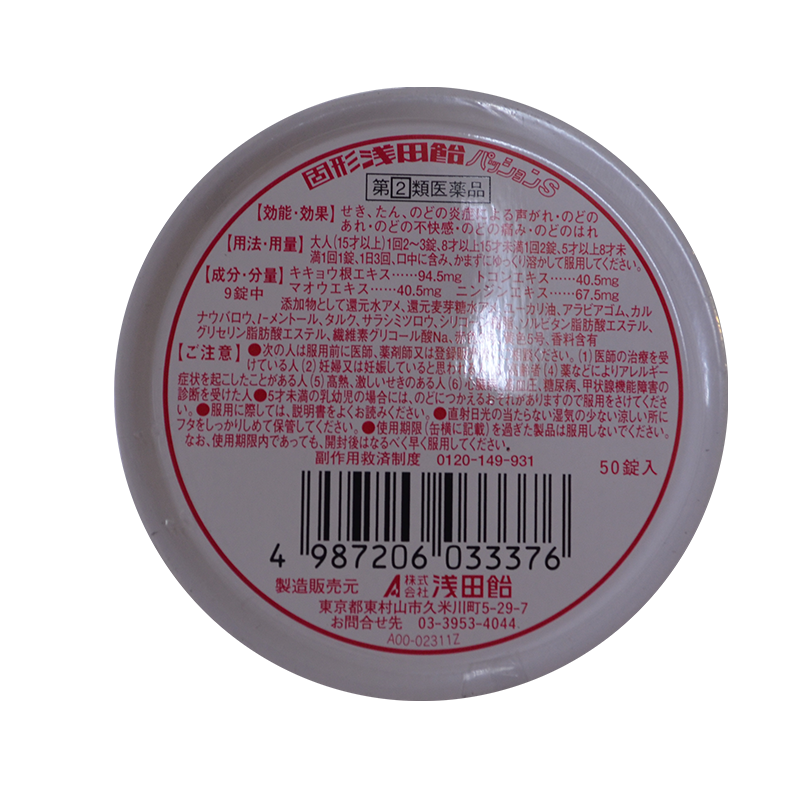 固形浅田飴パッションS
第②類医薬品
【効能・効果】せき、たん、のどの炎症による声がれ・のどの
あれ・のどの不快感・のどの痛み・のどのはれ
【用法・用量】大人(15才以上)1回2〜3錠、8才以上15才未満1回2錠、5才以上8才未
満1回1錠、1日3回、口中に含み、かまずにゆっくり溶かして服用してください。
【成分・分量】キキョウ根エキス……94.5mg トコンエキス……40.5mg
9錠中 マオウエキス……40.5mg ニンジンエキス……67.5mg
添加物として還元水アメ、還元麦芽糖水 ーカリ油、アラビアゴム、カル
ナウバロウ、l-メントール、タルク、サラシミツロウ、シリコ ソルビタン脂肪酸エステル、
グリセリン脂肪酸エステル、繊維素グリコール酸Na、 色5号、香料含有
【ご注意】●次の人は服用前に医師、薬剤師又は登録販 ください。(1)医師の治療を受
けている人(2)妊婦又は妊娠していると思わ 齢者(4)薬などによりアレルギー
症状を起こしたことがある人(5)高熱、激しいせきのある人(6)心 圧、糖尿病、甲状腺機能障害の
診断を受けた人●5才未満の乳幼児の場合には、のどにつかえるおそれがありますので服用をさけてくださ
い。●服用に際しては、説明書をよくお読みください。●直射日光の当たらない湿気の少ない涼しい所に
フタをしっかりしめて保管してください。●使用期限(缶横に記載)を過ぎた製品は服用しないでください。
なお、使用期限内であっても、開封後はなるべく早く服用してください。
副作用救済制度 0120-149-931
50錠入
4 987206 033376
製造販売元 株式会社 浅田飴
東京都東村山市久米川町5-29-7
お問合せ先 03-3953-4044
A00-02311Z